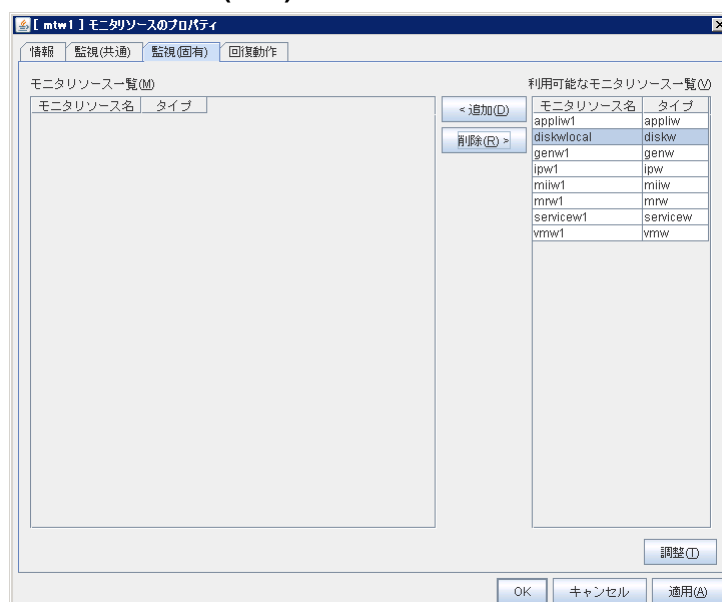 [ mtw1 ] モニタリソースのプロパティ
情報 監視(共通) 監視(固有) 回復動作
モニタリソース一覧(M) 利用可能なモニタリソース一覧(V)
モニタリソース名 タイプ < 追加(D) モニタリソース名 タイプ
appliw1 appliw
削除(R) > diskwlocal diskw
genw1 genw
ipw1 ipw
miiw1 miiw
mrw1 mrw
servicew1 servicew
vmw1 vmw
調整(T)
OK キャンセル 適用(A)